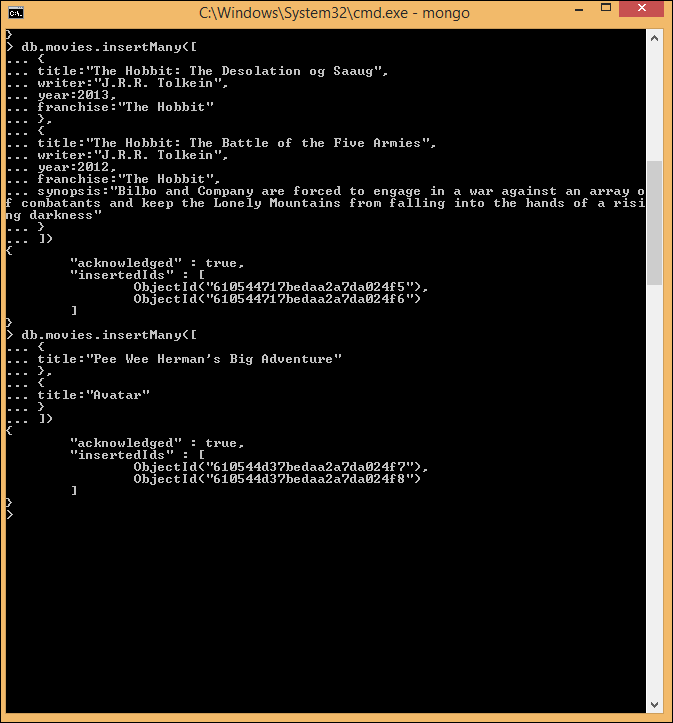 C:\Windows\System32\cmd.exe - mongo
}
> db.movies.insertMany([
... {
... title:"The Hobbit: The Desolation og Saaug",
... writer:"J.R.R. Tolkein",
... year:2013,
... franchise:"The Hobbit"
... },
... {
... title:"The Hobbit: The Battle of the Five Armies",
... writer:"J.R.R. Tolkein",
... year:2012,
... franchise:"The Hobbit",
... synopsis:"Bilbo and Company are forced to engage in a war against an array o
f combatants and keep the Lonely Mountains from falling into the hands of a risi
ng darkness"
... }
... ])
{
        "acknowledged" : true,
        "insertedIds" : [
                ObjectId("610544717bedaa2a7da024f5"),
                ObjectId("610544717bedaa2a7da024f6")
        ]
}
> db.movies.insertMany([
... {
... title:"Pee Wee Herman's Big Adventure"
... },
... {
... title:"Avatar"
... }
... ])
{
        "acknowledged" : true,
        "insertedIds" : [
                ObjectId("610544d37bedaa2a7da024f7"),
                ObjectId("610544d37bedaa2a7da024f8")
        ]
}
>